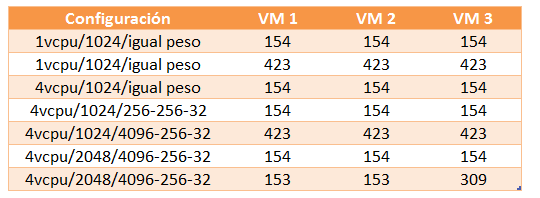 Configuración VM 1 VM 2 VM 3
1vcpu/1024/igual peso 154 154 154
1vcpu/1024/igual peso 423 423 423
4vcpu/1024/igual peso 154 154 154
4vcpu/1024/256-256-32 154 154 154
4vcpu/1024/4096-256-32 423 423 423
4vcpu/2048/4096-256-32 154 154 154
4vcpu/2048/4096-256-32 153 153 309